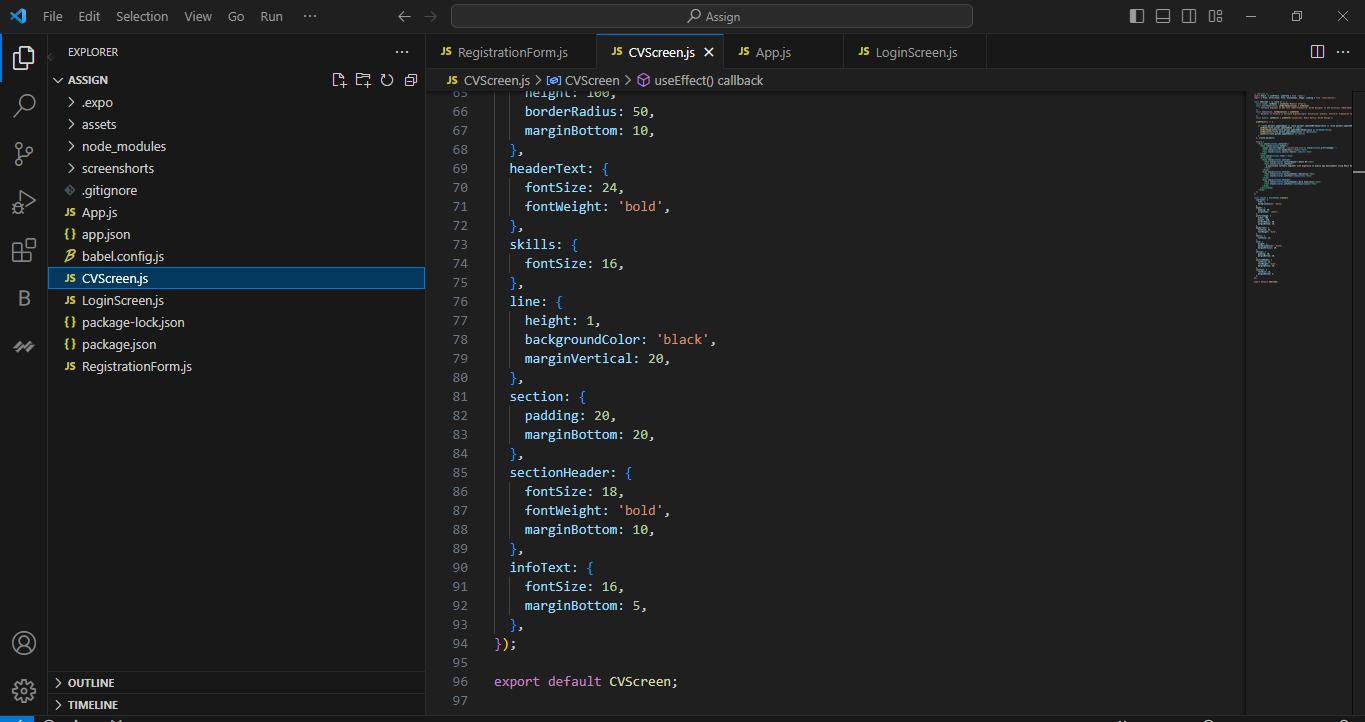 File Edit Selection View Go Run ··· Assign
EXPLORER ···
ASSIGN
.expo
assets
node_modules
screenshorts
.gitignore
JS App.js
{} app.json
babel.config.js
JS CVScreen.js
JS LoginScreen.js
{} package-lock.json
{} package.json
JS RegistrationForm.js
OUTLINE
TIMELINE
B
JS RegistrationForm.js JS CVScreen.js JS App.js JS LoginScreen.js ···
JS CVScreen.js > CVScreen > useEffect() callback
65 height: 100,
66 borderRadius: 50,
67 marginBottom: 10,
68 },
69 headerText: {
70 fontSize: 24,
71 fontWeight: 'bold',
72 },
73 skills: {
74 fontSize: 16,
75 },
76 line: {
77 height: 1,
78 backgroundColor: 'black',
79 marginVertical: 20,
80 },
81 section: {
82 padding: 20,
83 marginBottom: 20,
84 },
85 sectionHeader: {
86 fontSize: 18,
87 fontWeight: 'bold',
88 marginBottom: 10,
89 },
90 infoText: {
91 fontSize: 16,
92 marginBottom: 5,
93 },
94 });
95
96 export default CVScreen;
97